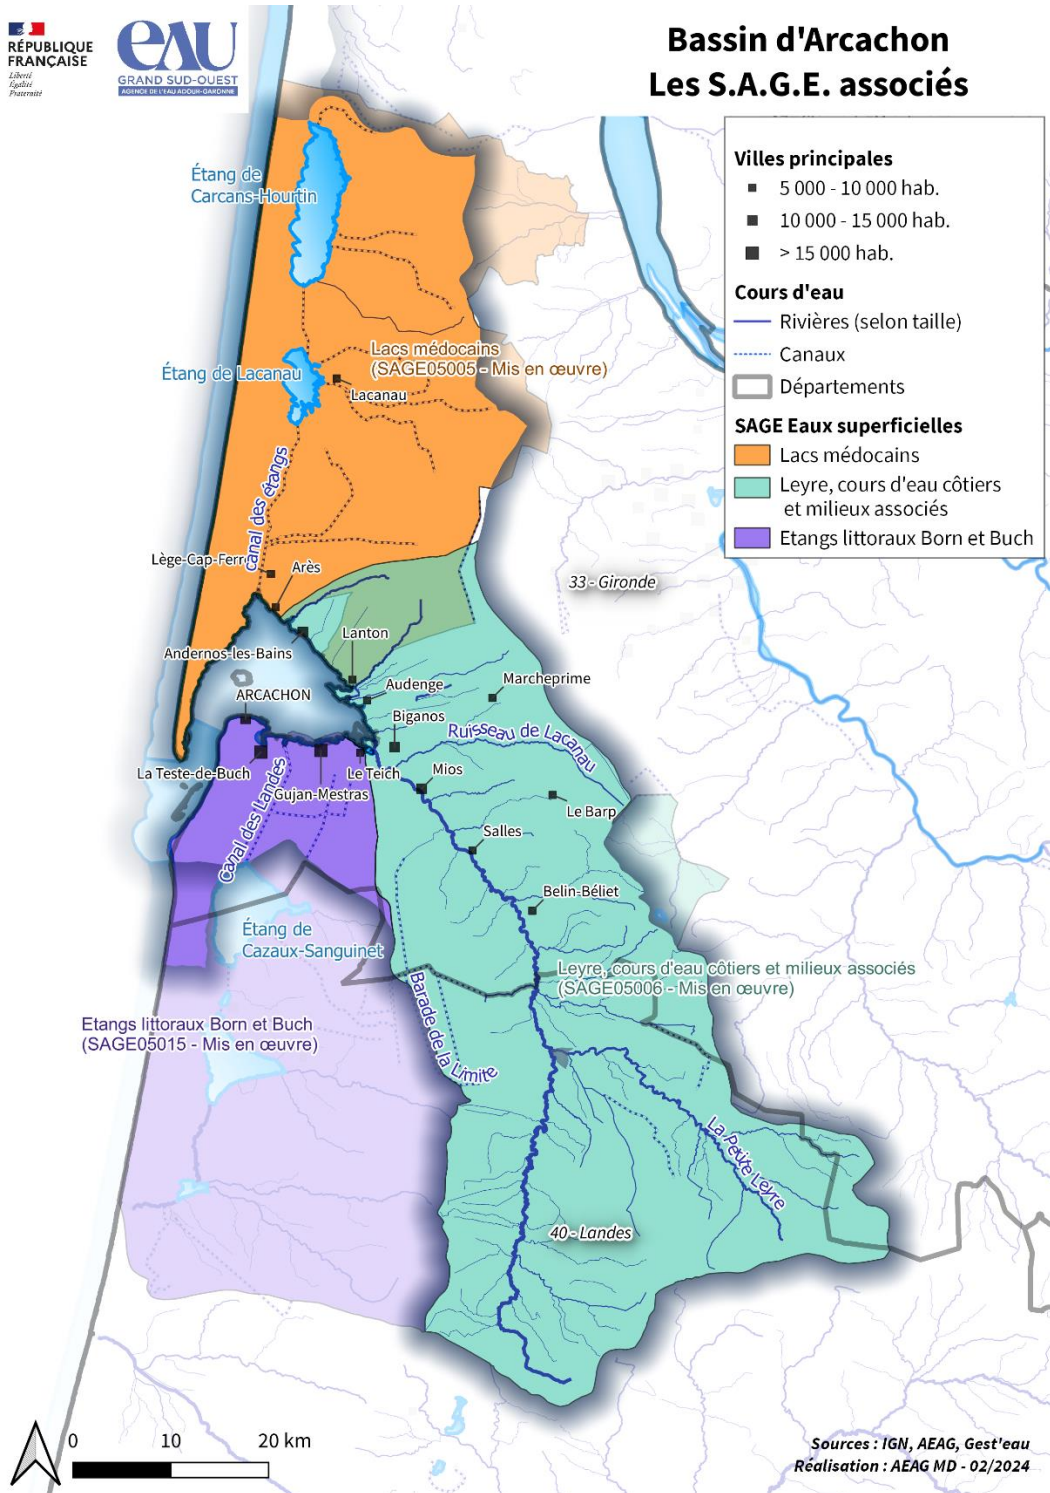 RÉPUBLIQUE
FRANÇAISE
Liberté
Égalité
Fraternité
eau
GRAND SUD-OUEST
AGENCE DE L'EAU ADOUR-GARONNE
Bassin d'Arcachon
Les S.A.G.E. associés
Villes principales
5 000 - 10 000 hab.
10 000 - 15 000 hab.
> 15 000 hab.
Cours d'eau
Rivières (selon taille)
Canaux
Départements
SAGE Eaux superficielles
Lacs médocains
Leyre, cours d'eau côtiers
et milieux associés
Etangs littoraux Born et Buch
Étang de
Carcans-Hourtin
Étang de Lacanau
Lacs médocains
(SAGE05005 - Mis en œuvre)
Lacanau
canal des étangs
Lège-Cap-Ferre
Arès
33 - Gironde
Andernos-les-Bains
Lanton
ARCACHON
Audenge
Marcheprime
Biganos
Ruisseau de Lacanau
La Teste-de-Buch
Le Teich
Mios
Gujan-Mestras
Canal des Landes
Le Barp
Salles
Belin-Béliet
Étang de
Cazaux-Sanguinet
Leyre, cours d'eau côtiers et milieux associés
(SAGE05006 - Mis en œuvre)
Barade de la Limite
Etangs littoraux Born et Buch
(SAGE05015 - Mis en œuvre)
La Petite Leyre
40 - Landes
0 10 20 km
Sources : IGN, AEAG, Gest'eau
Réalisation : AEAG MD - 02/2024